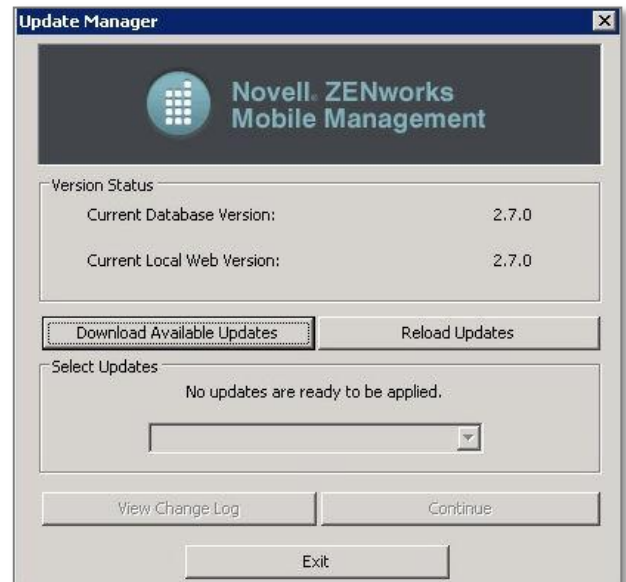 Update Manager
Novell® ZENworks
Mobile Management
Version Status
Current Database Version: 2.7.0
Current Local Web Version: 2.7.0
Download Available Updates Reload Updates
Select Updates
No updates are ready to be applied.
View Change Log Continue
Exit